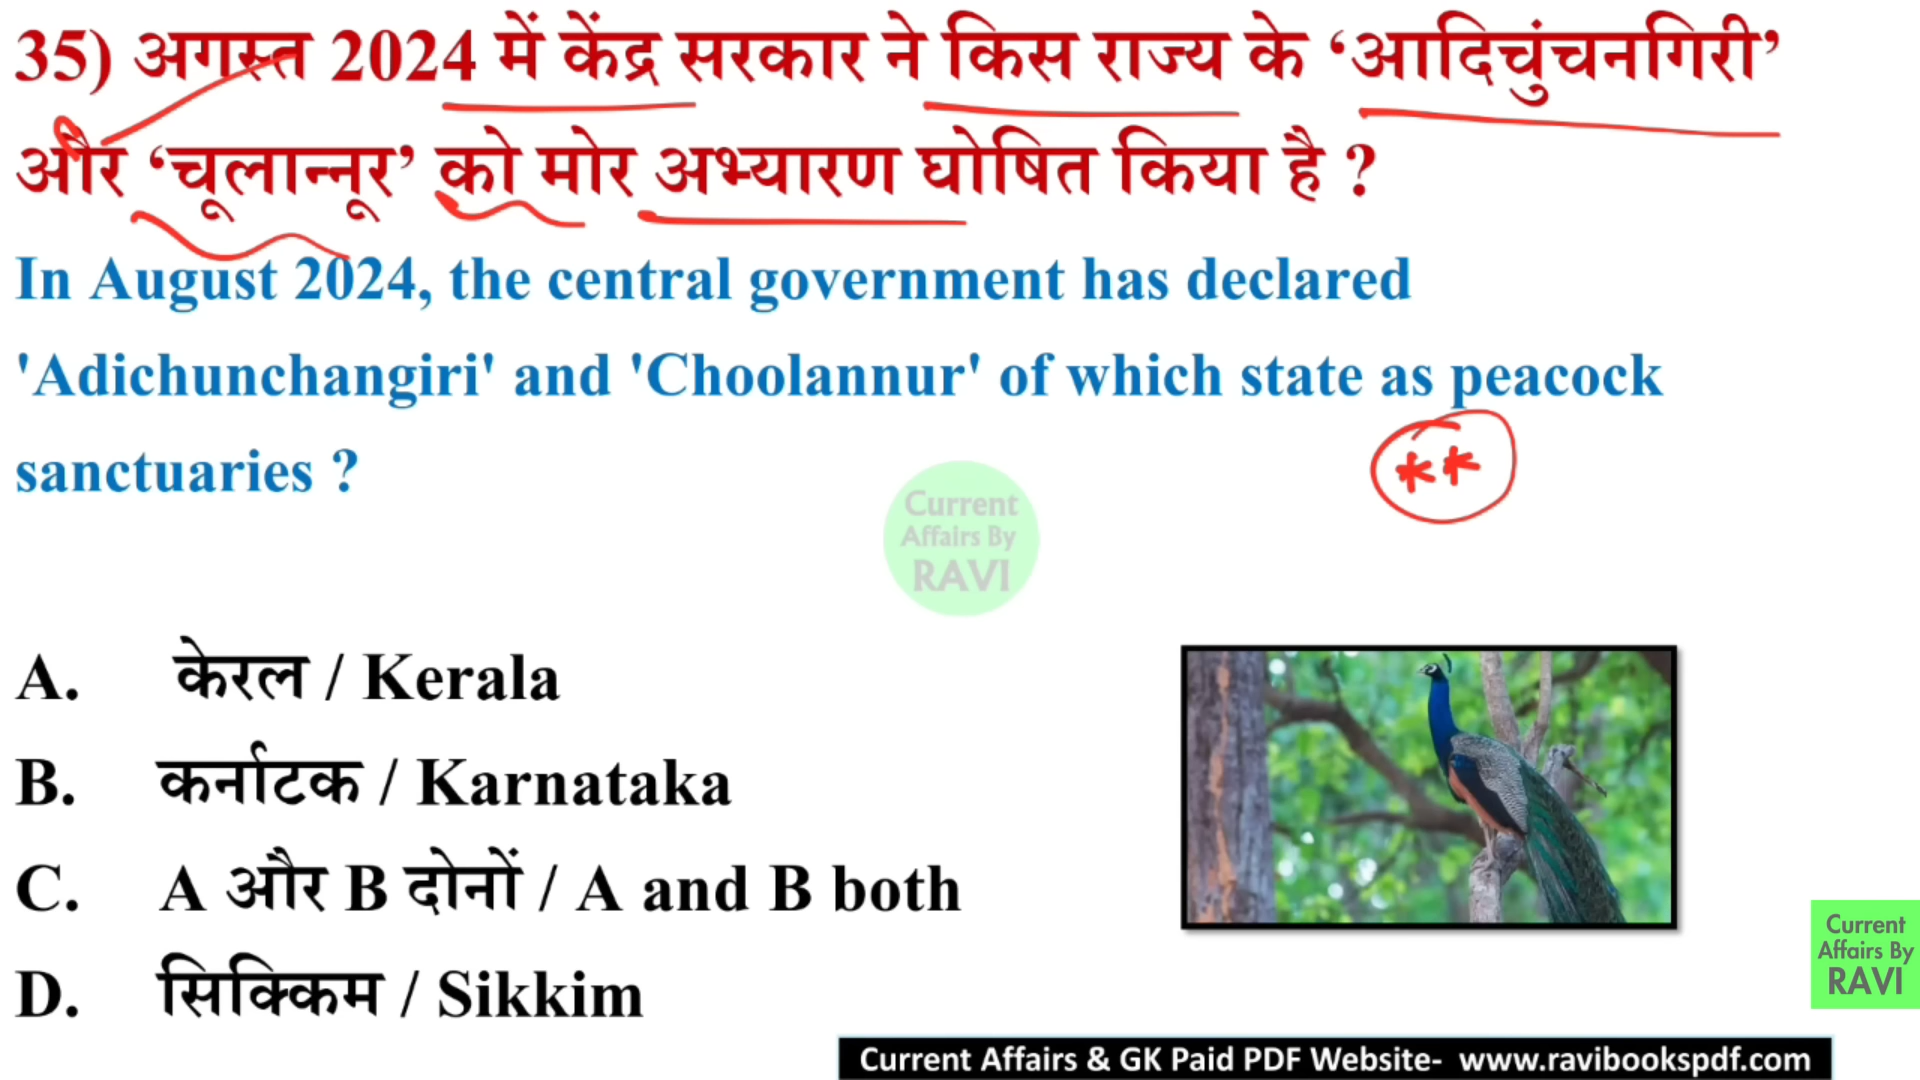 35) अगस्त 2024 में केंद्र सरकार ने किस राज्य के ‘आदिचुंचनगिरी’
और ‘चूलान्नूर’ को मोर अभ्यारण घोषित किया है ?
In August 2024, the central government has declared
'Adichunchangiri' and 'Choolannur' of which state as peacock
sanctuaries ?
**
Current
Affairs By
RAVI
A. केरल / Kerala
B. कर्नाटक / Karnataka
C. A और B दोनों / A and B both
D. सिक्किम / Sikkim
Current
Affairs By
RAVI
Current Affairs & GK Paid PDF Website- www.ravibookspdf.com